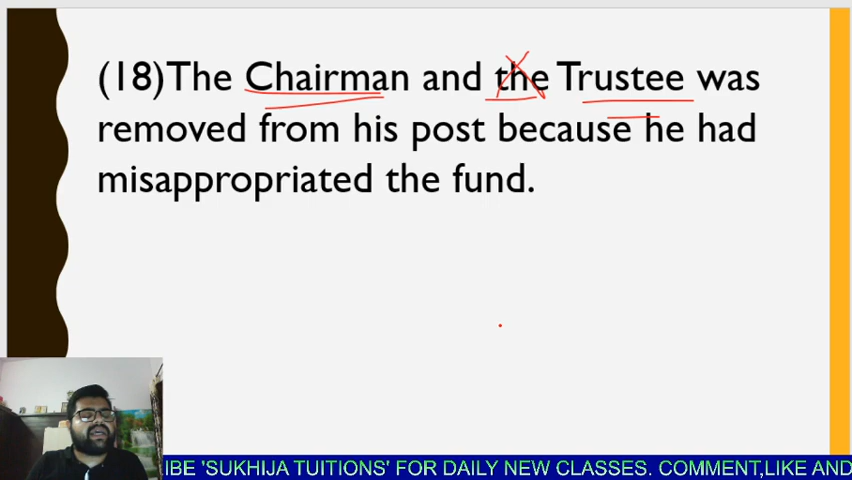 (18)The Chairman and the Trustee was
removed from his post because he had
misappropriated the fund.
IBE 'SUKHIJA TUITIONS' FOR DAILY NEW CLASSES. COMMENT,LIKE AND